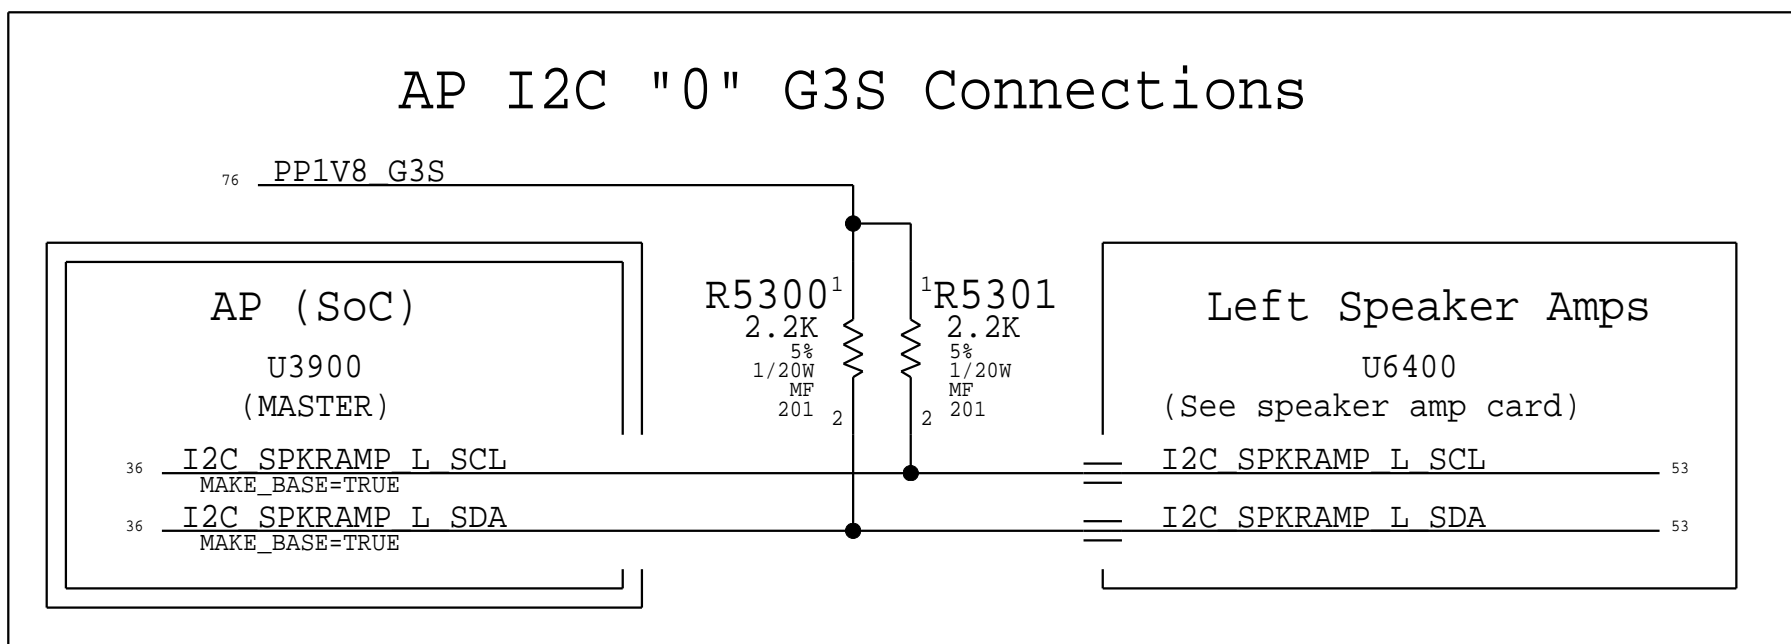 AP I2C "0" G3S Connections
76 PP1V8_G3S
AP (SoC)
U3900
(MASTER)
36 I2C_SPKRAMP_L_SCL
MAKE_BASE=TRUE
36 I2C_SPKRAMP_L_SDA
MAKE_BASE=TRUE
R5300 1
2.2K
5%
1/20W
MF
201
2
1 R5301
2.2K
5%
1/20W
MF
201
2
Left Speaker Amps
U6400
(See speaker amp card)
I2C_SPKRAMP_L_SCL 53
I2C_SPKRAMP_L_SDA 53